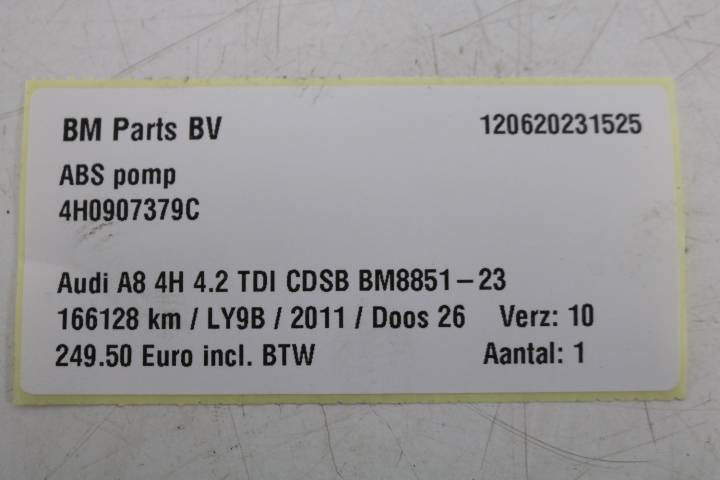 BM Parts BV 120620231525
ABS pomp
4H0907379C
Audi A8 4H 4.2 TDI CDSB BM8851-23
166128 km / LY9B / 2011 / Doos 26 Verz: 10
249.50 Euro incl. BTW Aantal: 1